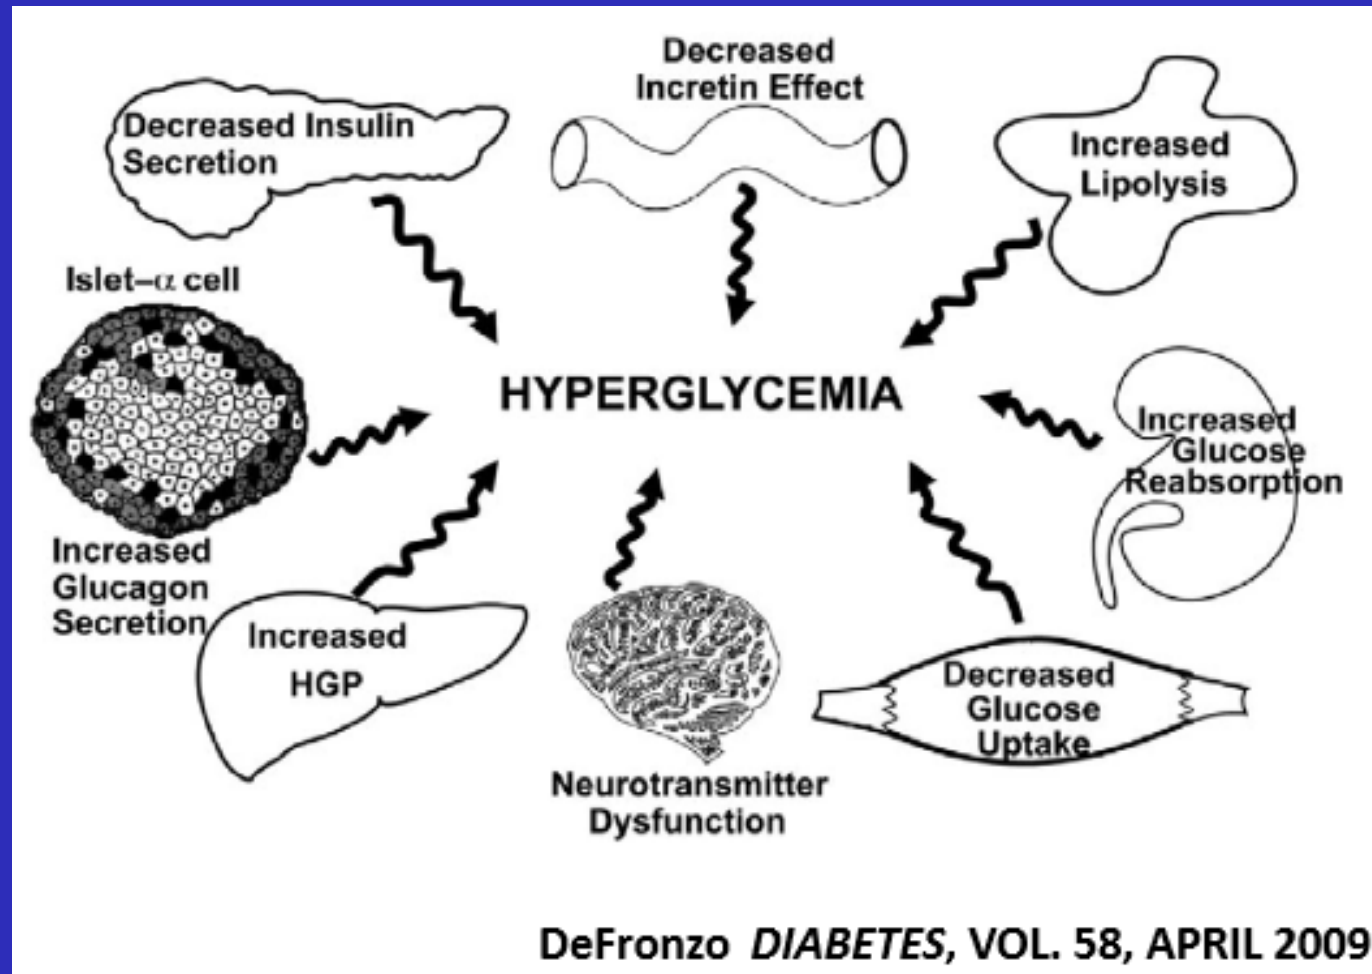 Decreased Insulin
Secretion
Decreased
Incretin Effect
Increased
Lipolysis
Islet–α cell
HYPERGLYCEMIA
Increased
Glucose
Reabsorption
Increased
Glucagon
Secretion
Increased
HGP
Neurotransmitter
Dysfunction
Decreased
Glucose
Uptake
DeFronzo DIABETES, VOL. 58, APRIL 2009